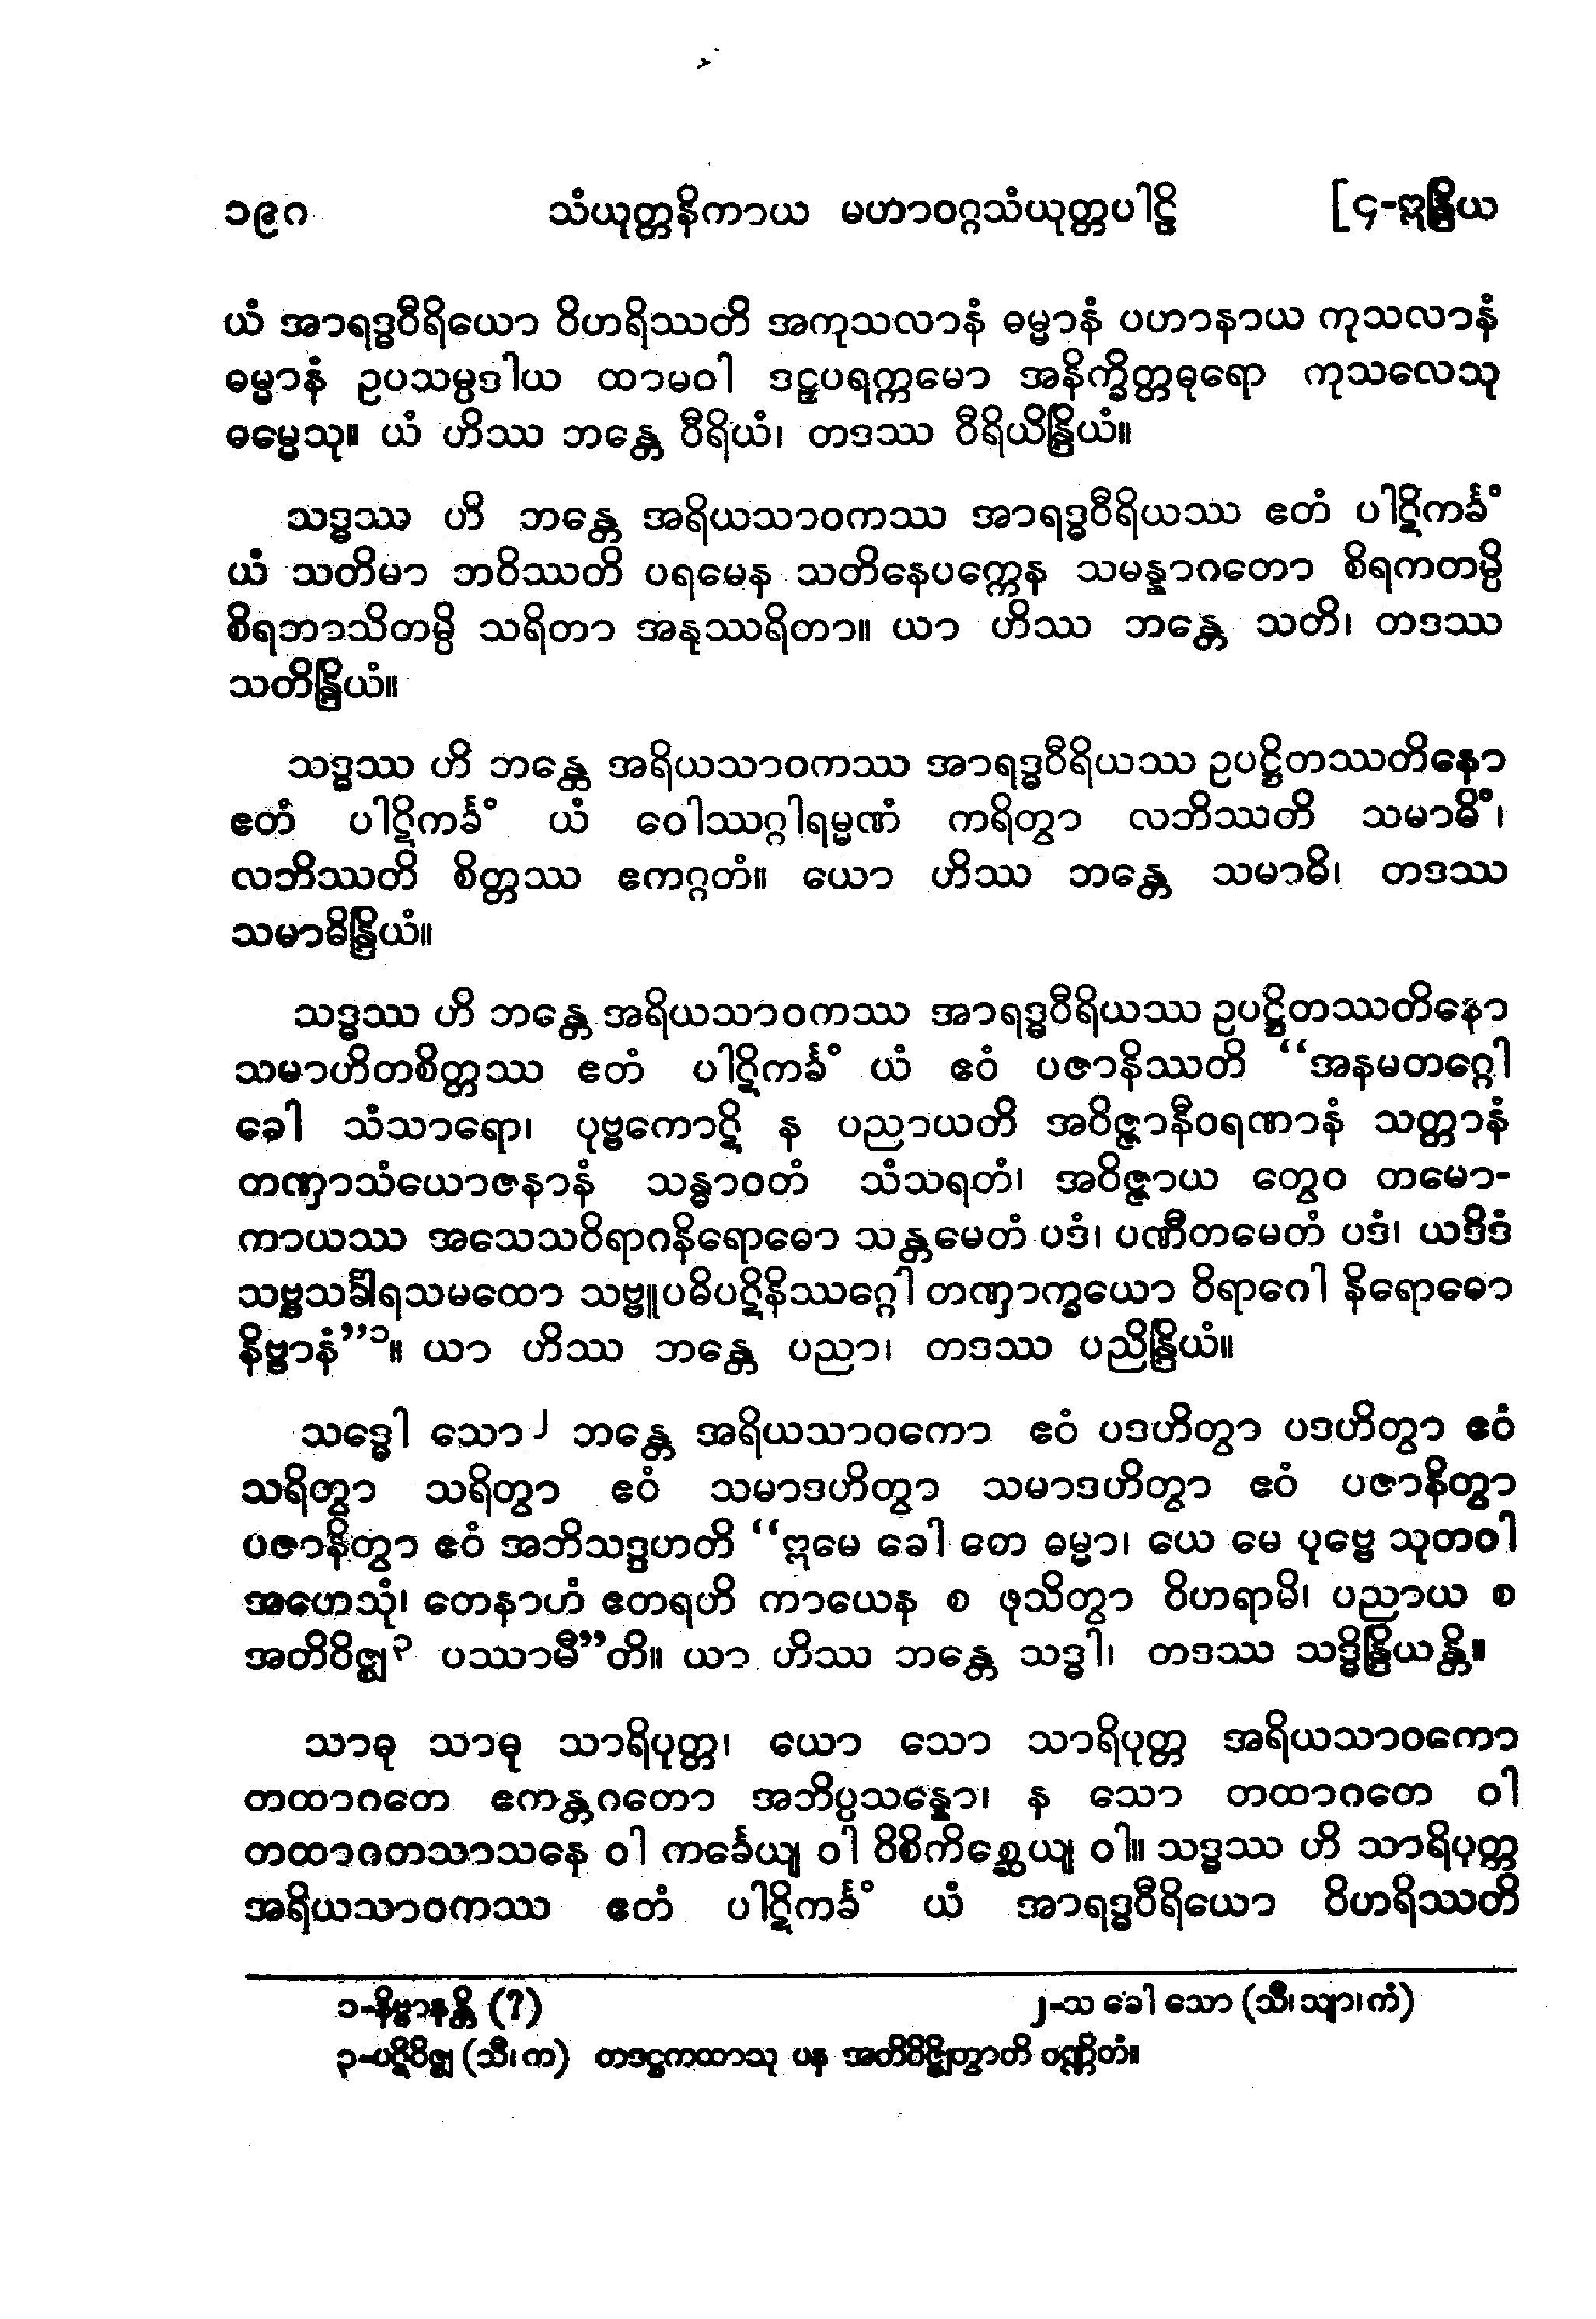 ၁၉ဂ သံယုတ္တနိကာယ မဟာဝဂ္ဂသံယုတ္တပါဠိ [၄-ဣန္ဒြိယ
ယံ အာရဒ္ဓဝီရိယော ဝိဟရိဿတိ အကုသလာနံ ဓမ္မာနံ ပဟာနာယ ကုသလာနံ
ဓမ္မာနံ ဥပသမ္ပဒါယ ထာမဝါ ဒဠှပရက္ကမော အနိက္ခိတ္တဓုရော ကုသလေသု
ဓမ္မေသု။ ယံ ဟိဿ ဘန္တေ ဝီရိယံ၊ တဒဿ ဝီရိယိန္ဒြိယံ။
သဒ္ဓဿ ဟိ ဘန္တေ အရိယသာဝကဿ အာရဒ္ဓဝီရိယဿ ဧတံ ပါဋိကင်္ခံ
ယံ သတိမာ ဘဝိဿတိ ပရမေန သတိနေပက္ကေန သမန္နာဂတော စိရကတမ္ပိ
စိရဘာသိတမ္ပိ သရိတာ အနုဿရိတာ။ ယာ ဟိဿ ဘန္တေ သတိ၊ တဒဿ
သတိန္ဒြိယံ။
သဒ္ဓဿ ဟိ ဘန္တေ အရိယသာဝကဿ အာရဒ္ဓဝီရိယဿ ဥပဋ္ဌိတဿတိနော
ဧတံ ပါဋိကင်္ခံ ယံ ဝေါဿဂ္ဂါရမ္မဏံ ကရိတွာ လဘိဿတိ သမာဓိံ၊
လဘိဿတိ စိတ္တဿ ဧကဂ္ဂတံ။ ယော ဟိဿ ဘန္တေ သမာဓိ၊ တဒဿ
သမာဓိန္ဒြိယံ။
သဒ္ဓဿ ဟိ ဘန္တေ အရိယသာဝကဿ အာရဒ္ဓဝီရိယဿ ဥပဋ္ဌိတဿတိနော
သမာဟိတစိတ္တဿ ဧတံ ပါဋိကင်္ခံ ယံ ဧဝံ ပဇာနိဿတိ “အနမတဂ္ဂေါ
ခေါ သံသာရော၊ ပုဗ္ဗကောဋိ န ပညာယတိ အဝိဇ္ဇာနီဝရဏာနံ သတ္တာနံ
တဏှာသံယောဇနာနံ သန္ဓာဝတံ သံသရတံ၊ အဝိဇ္ဇာယ တွေဝ တမော-
ကာယဿ အသေသဝိရာဂနိရောဓော သန္တမေတံ ပဒံ၊ ပဏီတမေတံ ပဒံ၊ ယဒိဒံ
သဗ္ဗသင်္ခါရသမထော သဗ္ဗူပဓိပဋိနိဿဂ္ဂေါ တဏှာက္ခယော ဝိရာဂေါ နိရောဓော
နိဗ္ဗာနံ”၁။ ယာ ဟိဿ ဘန္တေ ပညာ၊ တဒဿ ပညိန္ဒြိယံ။
သဒ္ဓေါ သော၂ ဘန္တေ အရိယသာဝကော ဧဝံ ပဒဟိတွာ ပဒဟိတွာ ဧဝံ
သရိတွာ သရိတွာ ဧဝံ သမာဒဟိတွာ သမာဒဟိတွာ ဧဝံ ပဇာနိတွာ
ပဇာနိတွာ ဧဝံ အဘိသဒ္ဒဟတိ “ဣမေ ခေါ တေ ဓမ္မာ၊ ယေ မေ ပုဗ္ဗေ သုတဝါ
အဟေသုံ၊ တေနာဟံ ဧတရဟိ ကာယေန စ ဖုသိတွာ ဝိဟရာမိ၊ ပညာယ စ
အတိဝိဇ္ဈ၃ ပဿာမီ”တိ။ ယာ ဟိဿ ဘန္တေ သဒ္ဓါ၊ တဒဿ သဒ္ဓိန္ဒြိယန္တိ။
သာဓု သာဓု သာရိပုတ္တ၊ ယော သော သာရိပုတ္တ အရိယသာဝကော
တထာဂတေ ဧကန္တဂတော အဘိပ္ပသန္နော၊ န သော တထာဂတေ ဝါ
တထာဂတသာသနေ ဝါ ကင်္ခေယျ ဝါ ဝိစိကိစ္ဆေယျ ဝါ။ သဒ္ဓဿ ဟိ သာရိပုတ္တ
အရိယသာဝကဿ ဧတံ ပါဋိကင်္ခံ ယံ အာရဒ္ဓဝီရိယော ဝိဟရိဿတိ
၁-နိဗ္ဗာနန္တိ (?) ၂-သ ခေါ သော (သီ၊ သျာ၊ ကံ)
၃-ပဋိဝိဇ္ဈ (သီ၊ က) တဒဋ္ဌကထာသု ပန အတိဝိဇ္ဈိတွာတိ ဝဏ္ဏိတံ။